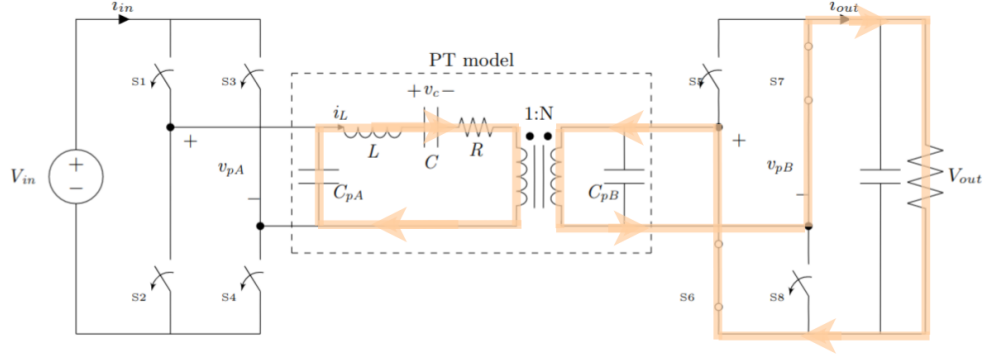 i_in
i_out
PT model
S1
S3
+v_c−
S5
S7
i_L
1:N
+
+
V_in
+
−
v_pA
L
C
R
v_pB
V_out
C_pA
C_pB
−
−
S2
S4
S6
S8